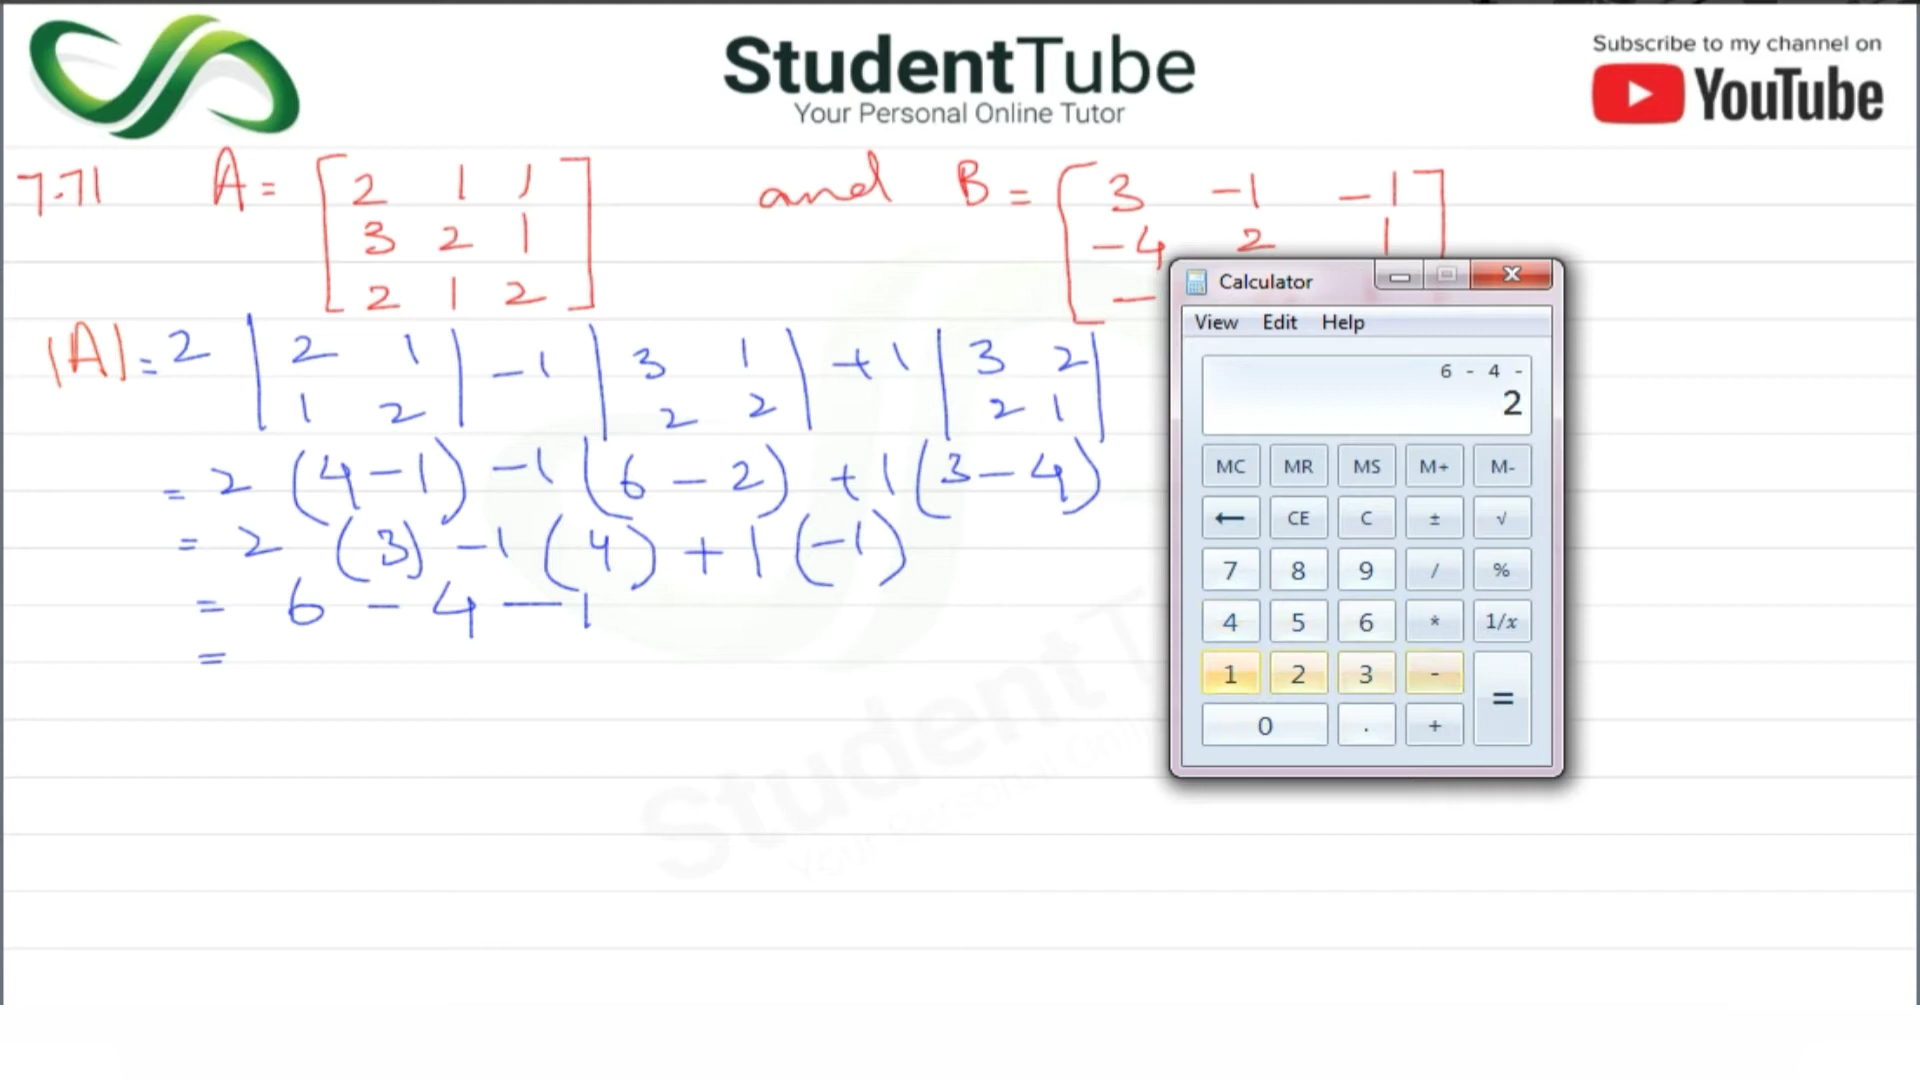 StudentTube
Your Personal Online Tutor
Subscribe to my channel on
YouTube
7.71 A = [ 2 1 1 ] and B = [ 3 -1 -1 ]
3 2 1 -4 2 1
2 1 2 -
|A| = 2 | 2 1 | -1 | 3 1 | +1 | 3 2 |
1 2 2 2 2 1
= 2 (4-1) -1 (6-2) +1 (3-4)
= 2 (3) -1 (4) + 1 (-1)
= 6 - 4 - 1
=
Calculator
View Edit Help
6 - 4 -
2
MC MR MS M+ M-
← CE C ± √
7 8 9 / %
4 5 6 * 1/x
1 2 3 - =
0 . +
StudentT
Your Personal Onli